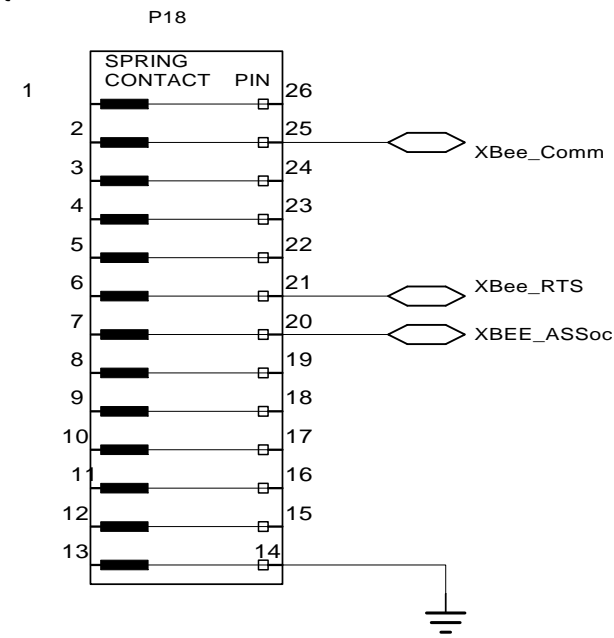 P18
SPRING
CONTACT PIN
1 26
2 25 XBee_Comm
3 24
4 23
5 22
6 21 XBee_RTS
7 20 XBEE_ASSoc
8 19
9 18
10 17
11 16
12 15
13 14